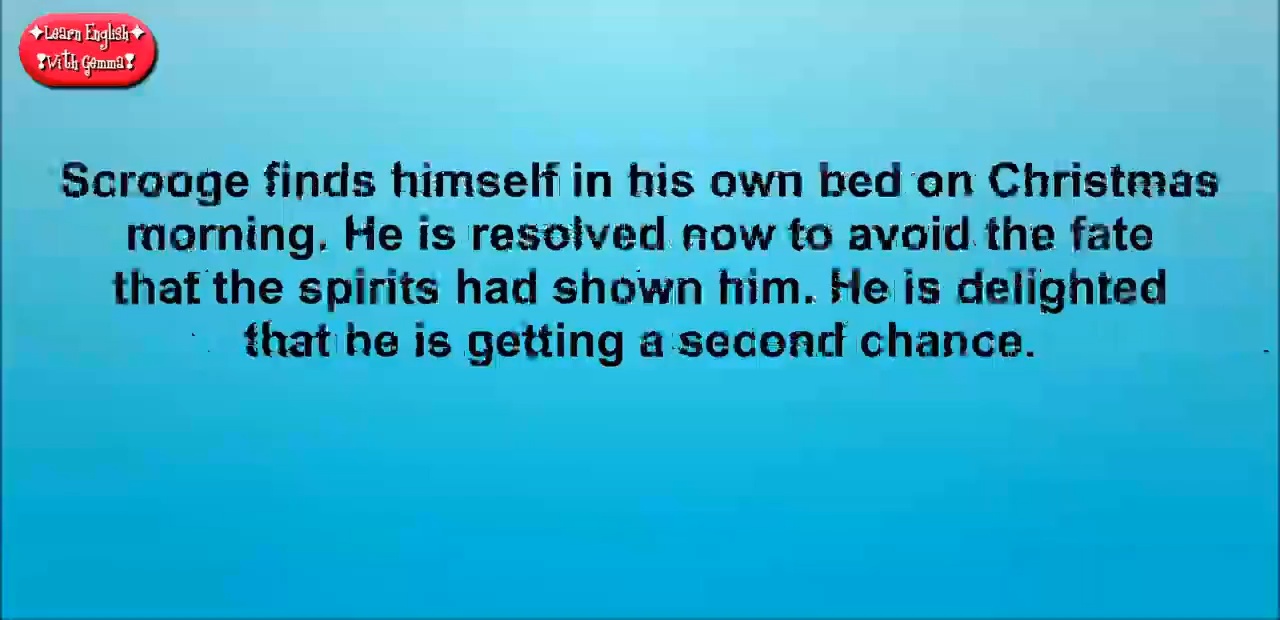 Learn English
With Gemma
Scrooge finds himself in his own bed on Christmas
morning. He is resolved now to avoid the fate
that the spirits had shown him. He is delighted
that he is getting a second chance.